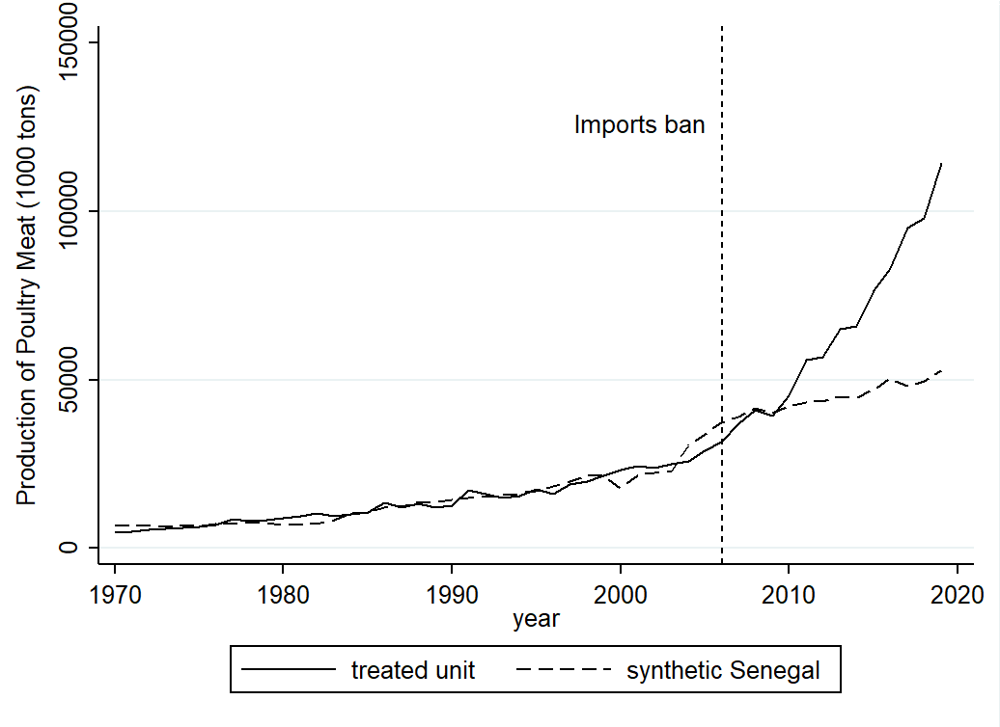 Production of Poultry Meat (1000 tons)
150000
100000
50000
0
Imports ban
1970 1980 1990 2000 2010 2020
year
treated unit synthetic Senegal